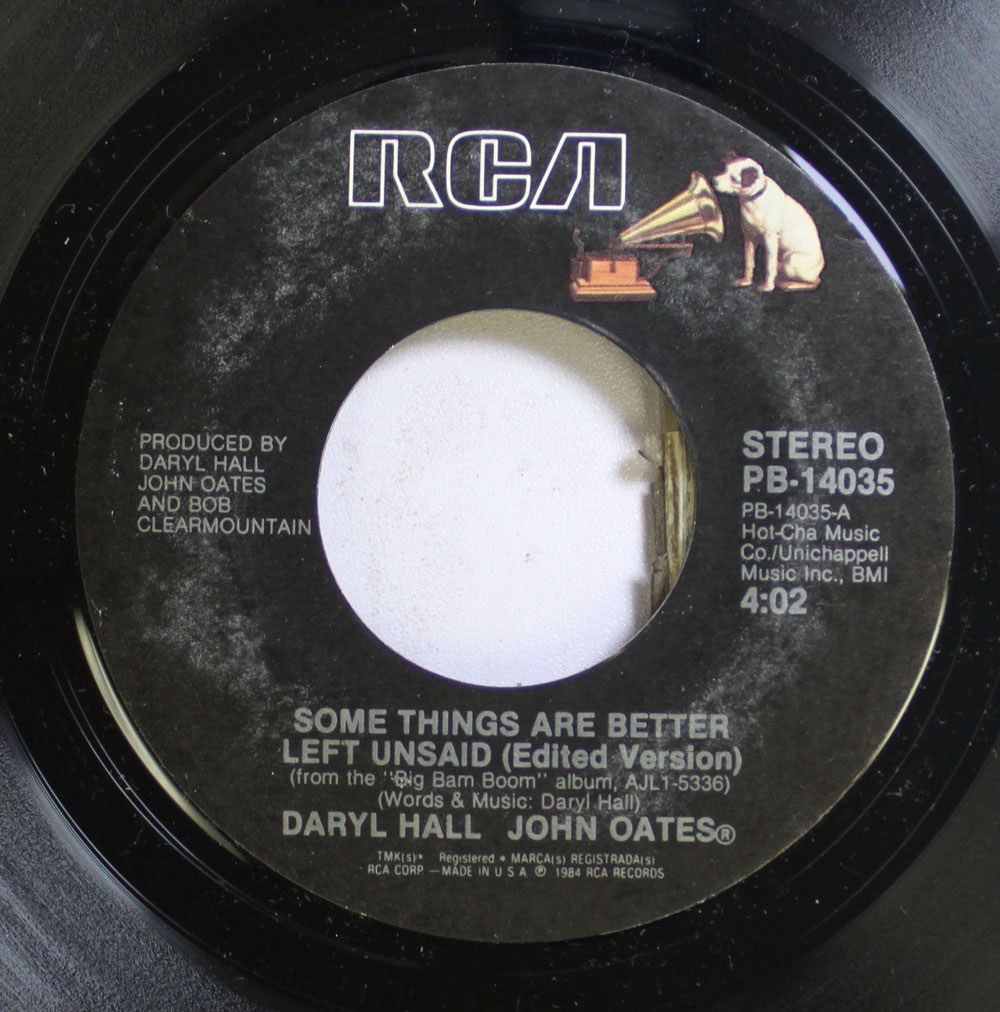 RCA
PRODUCED BY
DARYL HALL
JOHN OATES
AND BOB
CLEARMOUNTAIN
STEREO
PB-14035
PB-14035-A
Hot-Cha Music
Co./Unichappell
Music Inc., BMI
4:02
SOME THINGS ARE BETTER
LEFT UNSAID (Edited Version)
(from the "Big Bam Boom" album, AJL1-5336)
(Words & Music: Daryl Hall)
DARYL HALL JOHN OATES®
TMK(s)® Registered • MARCA(s) REGISTRADA(s)
RCA CORP —MADE IN U S A ℗ 1984 RCA RECORDS